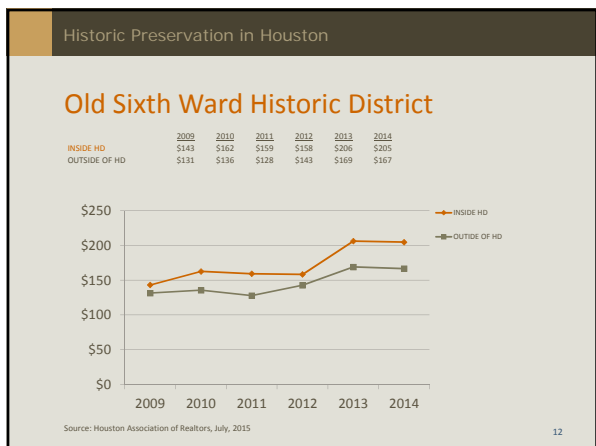 Historic Preservation in Houston
Old Sixth Ward Historic District
2009 2010 2011 2012 2013 2014
INSIDE HD $143 $162 $159 $158 $206 $205
OUTSIDE OF HD $131 $136 $128 $143 $169 $167
$250
$200
$150
$100
$50
$0
2009 2010 2011 2012 2013 2014
INSIDE HD
OUTIDE OF HD
Source: Houston Association of Realtors, July, 2015
12